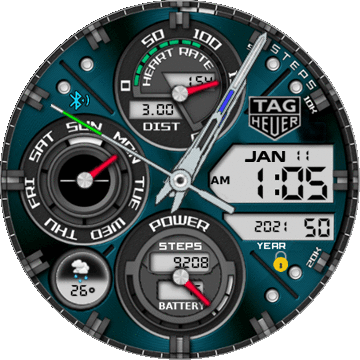 0 50 100
HEART RATE
154
3.00
DIST
STEPS
10K
TAG
HEUER
SUN MON TUE WED THU FRI SAT
JAN 11
AM 1:05
2021 50
YEAR
20K
POWER
STEPS
9208
BATTERY
26°